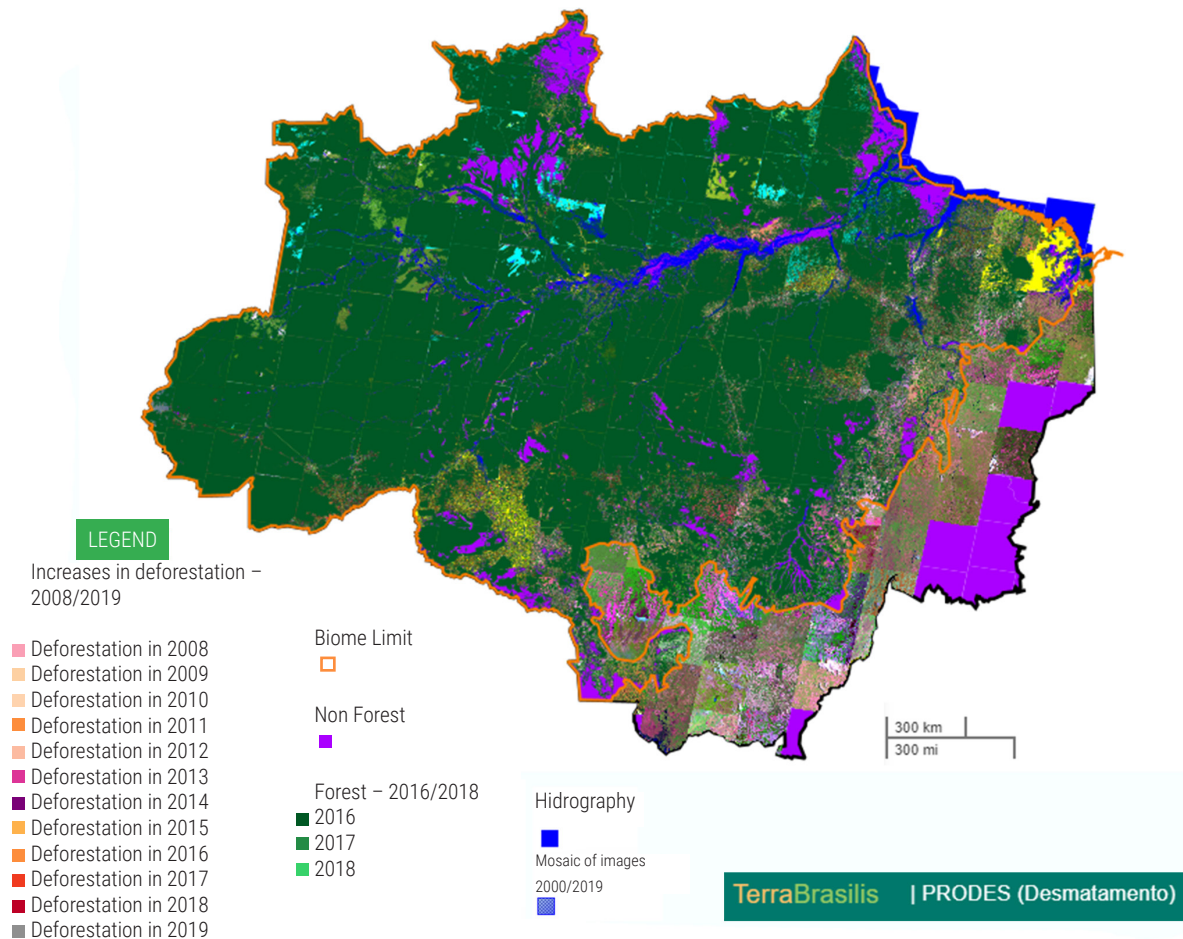 LEGEND
Increases in deforestation –
2008/2019
Deforestation in 2008
Deforestation in 2009
Deforestation in 2010
Deforestation in 2011
Deforestation in 2012
Deforestation in 2013
Deforestation in 2014
Deforestation in 2015
Deforestation in 2016
Deforestation in 2017
Deforestation in 2018
Deforestation in 2019
Biome Limit
Non Forest
Forest – 2016/2018
2016
2017
2018
Hidrography
Mosaic of images
2000/2019
300 km
300 mi
TerraBrasilis | PRODES (Desmatamento)